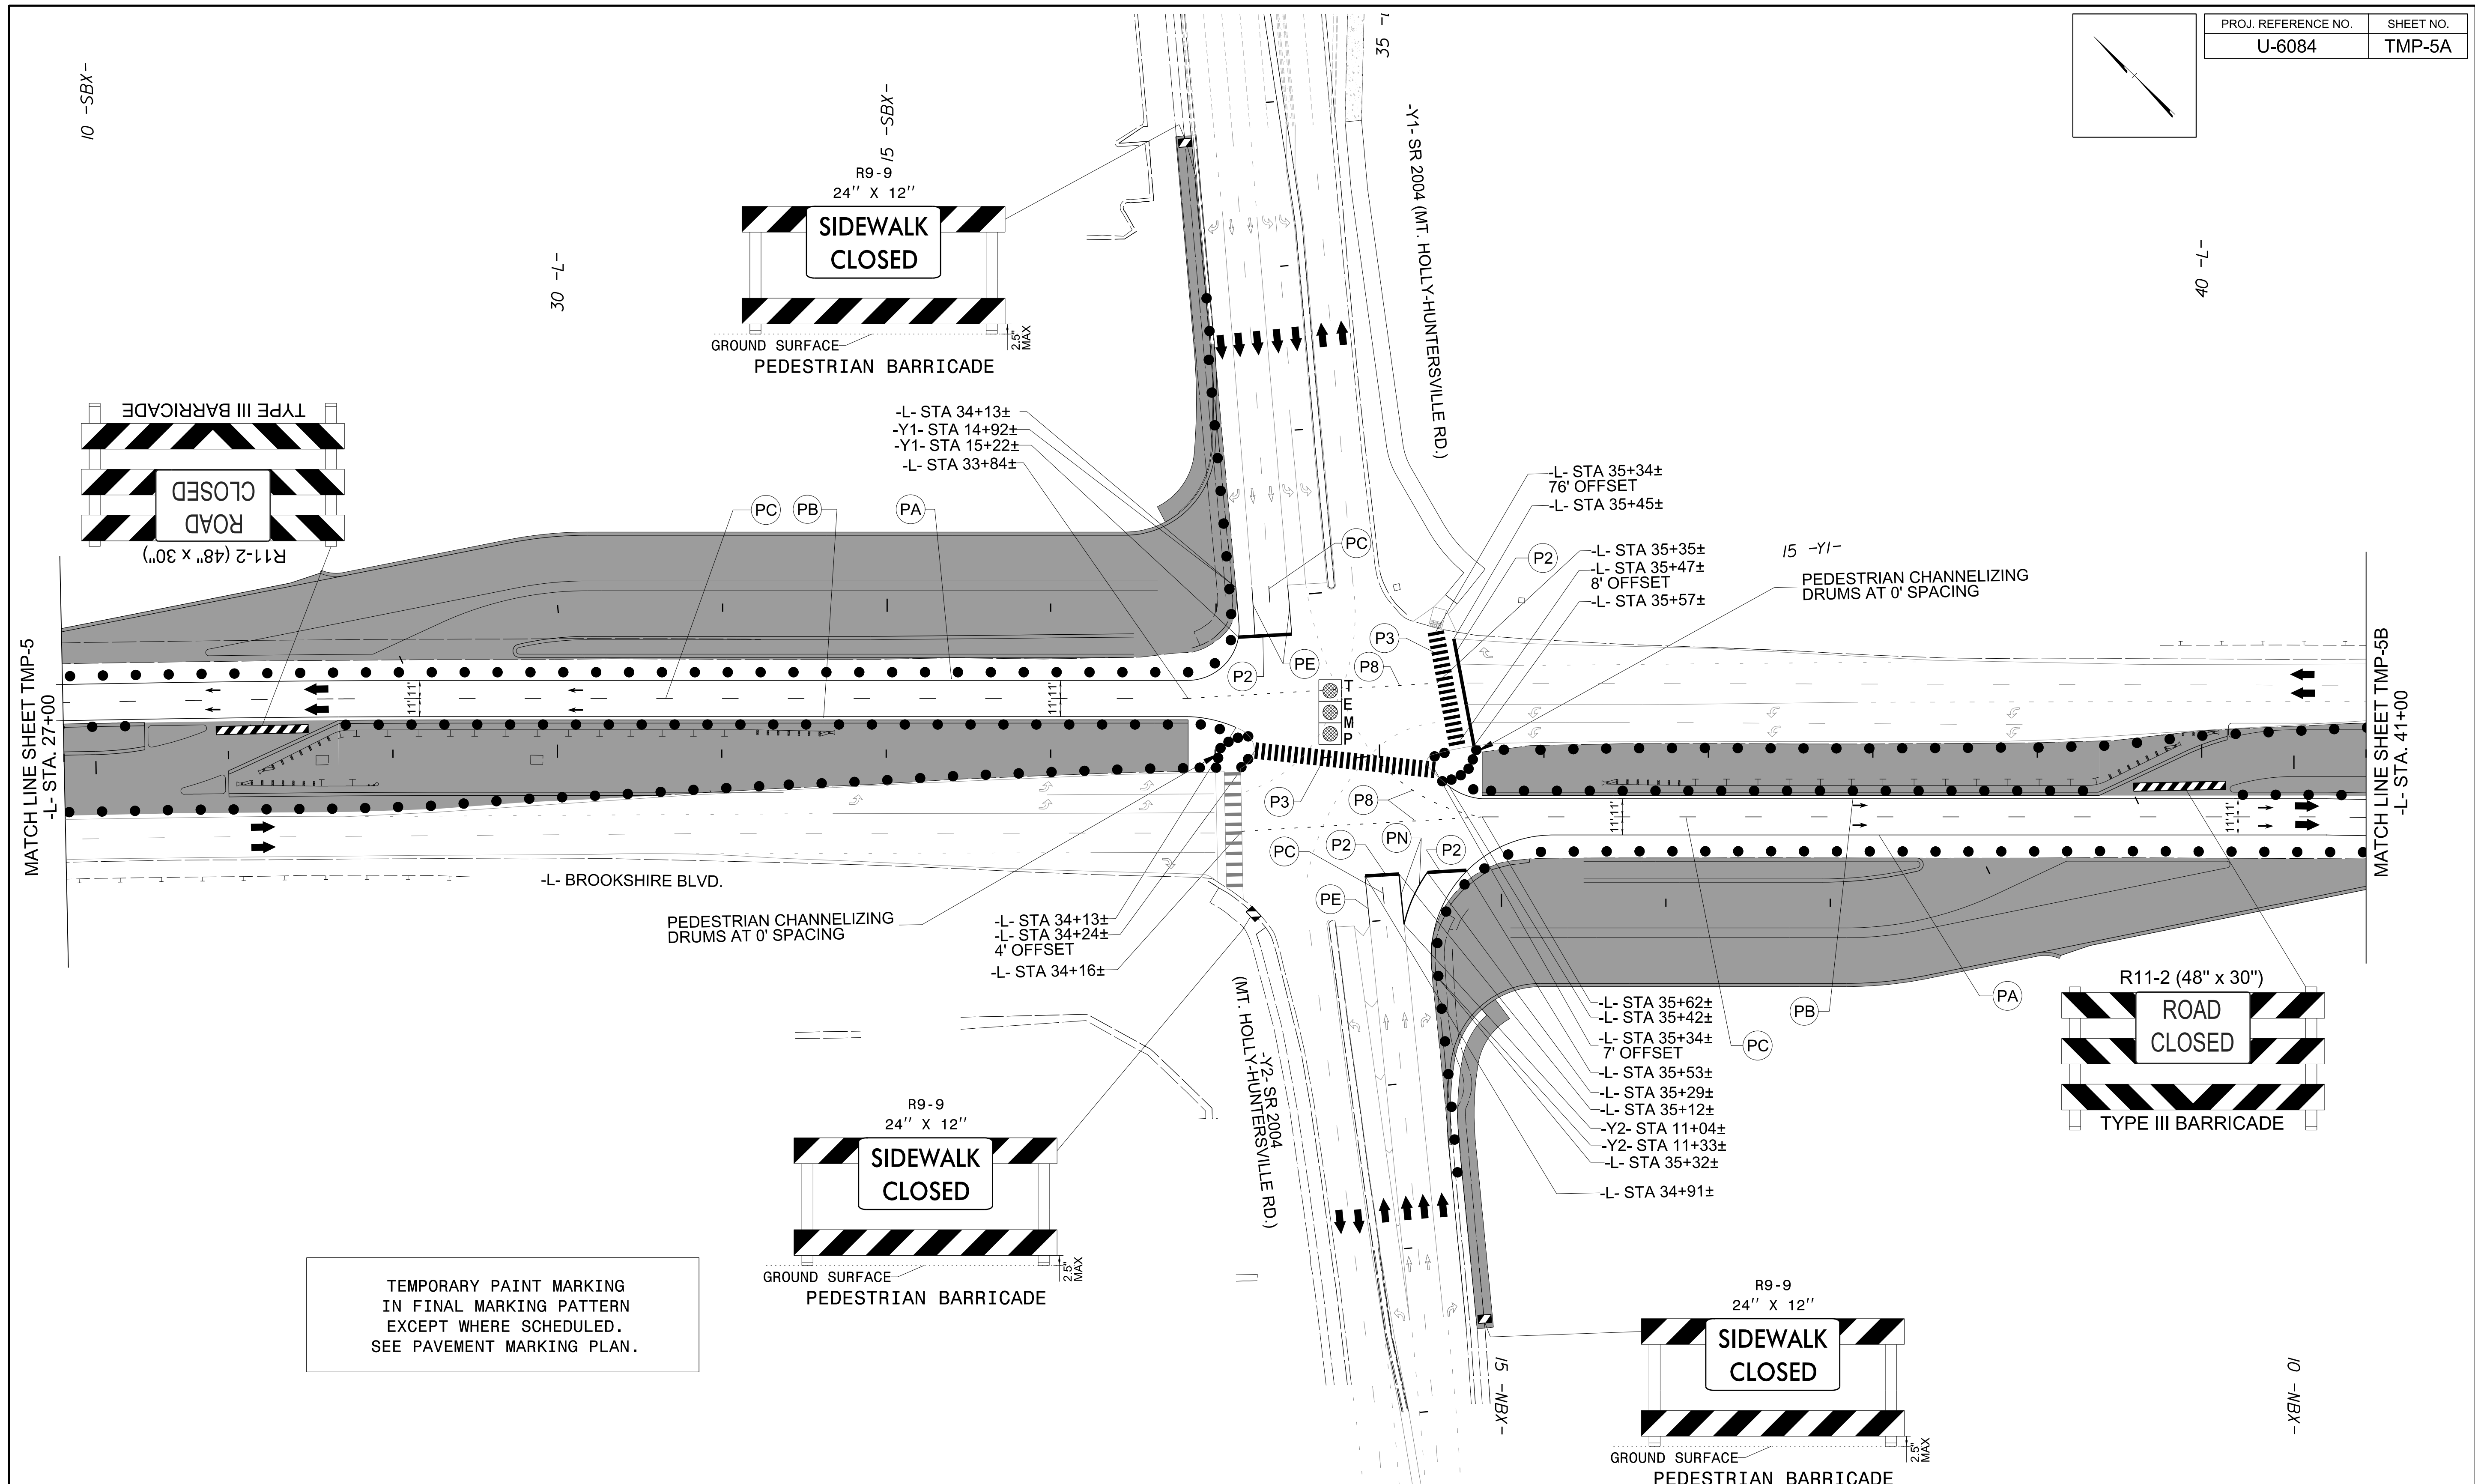 PROJ. REFERENCE NO.
SHEET NO.
U-6084
TMP-5A
10 -SBX-
15 -SBX-
35 -L
30 -L-
40 -L-
R9-9
24'' X 12''
SIDEWALK
CLOSED
GROUND SURFACE
2.5"
MAX
PEDESTRIAN BARRICADE
-Y1- SR 2004 (MT. HOLLY-HUNTERSVILLE RD.)
TYPE III BARRICADE
ROAD
CLOSED
R11-2 (48" x 30")
-L- STA 34+13±
-Y1- STA 14+92±
-Y1- STA 15+22±
-L- STA 33+84±
PC
PB
PA
PC
-L- STA 35+34±
76' OFFSET
-L- STA 35+45±
P2
-L- STA 35+35±
-L- STA 35+47±
8' OFFSET
-L- STA 35+57±
15 -Y1-
PEDESTRIAN CHANNELIZING
DRUMS AT 0' SPACING
MATCH LINE SHEET TMP-5
-L- STA. 27+00
11'
11'
11'
11'
P2
PE
P3
P8
TEMP
MATCH LINE SHEET TMP-5B
-L- STA. 41+00
P3
P8
11'
11'
11'
11'
PC
P2
PN
P2
PE
-L- BROOKSHIRE BLVD.
PEDESTRIAN CHANNELIZING
DRUMS AT 0' SPACING
-L- STA 34+13±
-L- STA 34+24±
4' OFFSET
-L- STA 34+16±
-Y2- SR 2004
(MT. HOLLY-HUNTERSVILLE RD.)
-L- STA 35+62±
-L- STA 35+42±
-L- STA 35+34±
7' OFFSET
-L- STA 35+53±
-L- STA 35+29±
-L- STA 35+12±
-Y2- STA 11+04±
-Y2- STA 11+33±
-L- STA 35+32±
-L- STA 34+91±
PC
PB
PA
R11-2 (48" x 30")
ROAD
CLOSED
TYPE III BARRICADE
R9-9
24'' X 12''
SIDEWALK
CLOSED
GROUND SURFACE
2.5"
MAX
PEDESTRIAN BARRICADE
TEMPORARY PAINT MARKING
IN FINAL MARKING PATTERN
EXCEPT WHERE SCHEDULED.
SEE PAVEMENT MARKING PLAN.
R9-9
24'' X 12''
SIDEWALK
CLOSED
GROUND SURFACE
2.5"
MAX
PEDESTRIAN BARRICADE
15 -NBX-
10 -NBX-